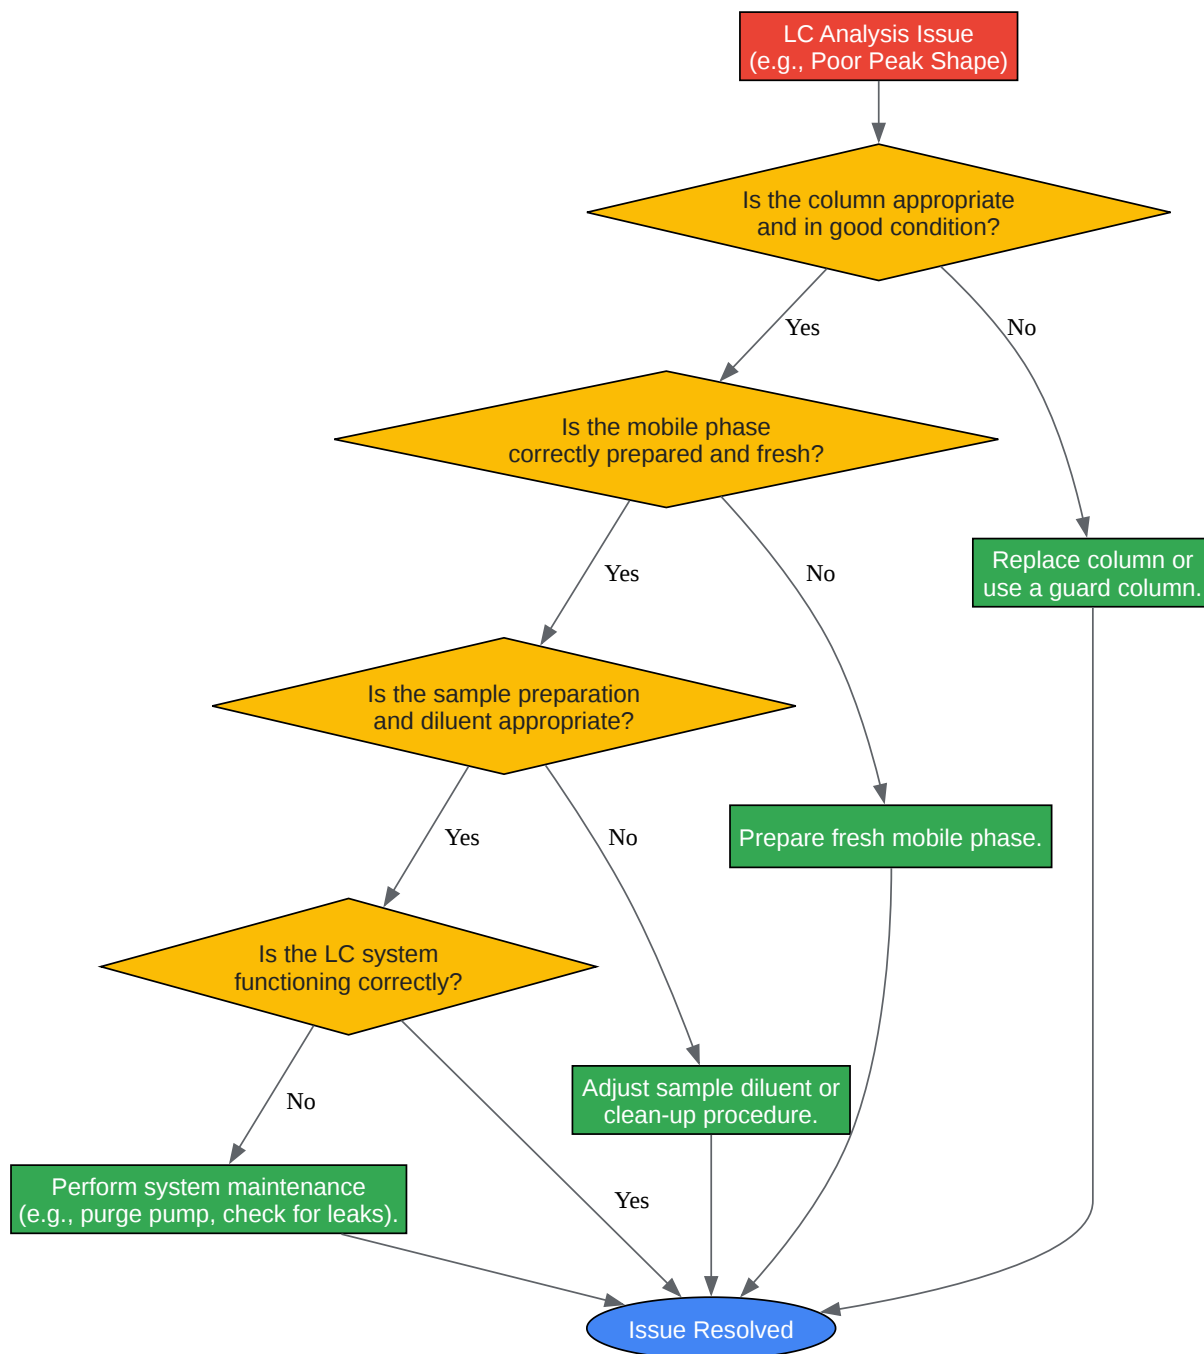 LC Analysis Issue
(e.g., Poor Peak Shape)
Is the column appropriate
and in good condition?
Yes
No
Is the mobile phase
correctly prepared and fresh?
Yes
No
Replace column or
use a guard column.
Is the sample preparation
and diluent appropriate?
Yes
No
Prepare fresh mobile phase.
Is the LC system
functioning correctly?
No
Yes
Adjust sample diluent or
clean-up procedure.
Perform system maintenance
(e.g., purge pump, check for leaks).
Issue Resolved